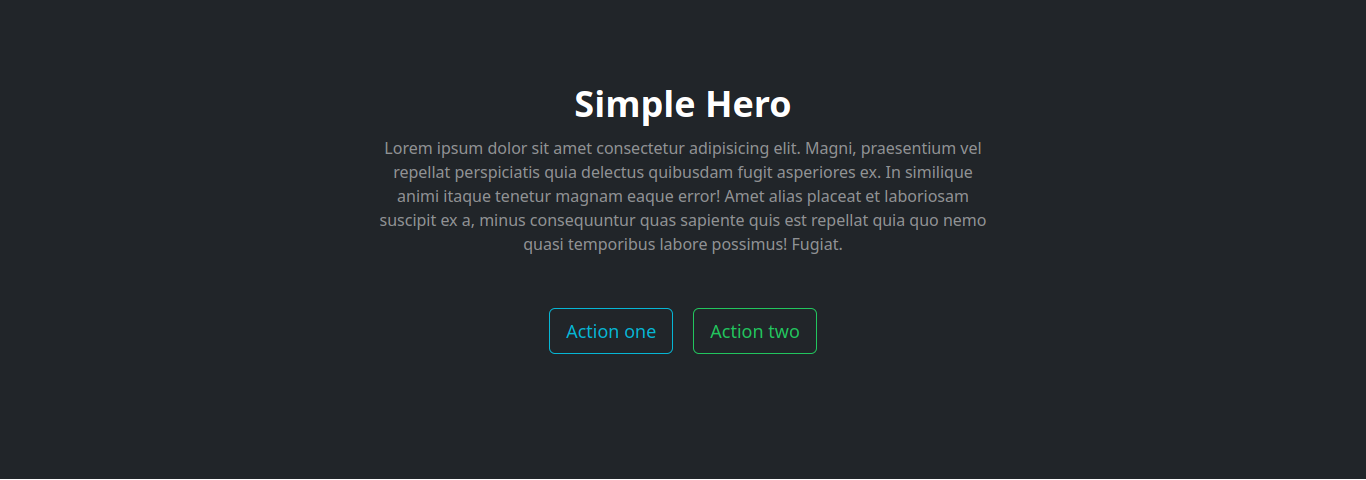 Simple Hero
Lorem ipsum dolor sit amet consectetur adipisicing elit. Magni, praesentium vel
repellat perspiciatis quia delectus quibusdam fugit asperiores ex. In similique
animi itaque tenetur magnam eaque error! Amet alias placeat et laboriosam
suscipit ex a, minus consequuntur quas sapiente quis est repellat quia quo nemo
quasi temporibus labore possimus! Fugiat.
Action one
Action two